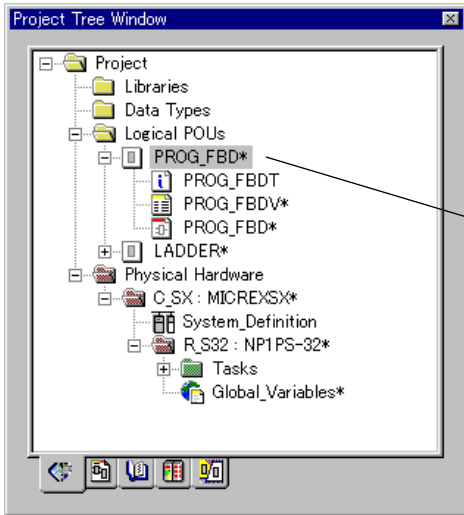 Project Tree Window
Project
Libraries
Data Types
Logical POUs
PROG_FBD*
PROG_FBDT
PROG_FBDV*
PROG_FBD*
LADDER*
Physical Hardware
C_SX : MICREXSX*
System_Definition
R_S32 : NP1PS-32*
Tasks
Global_Variables*